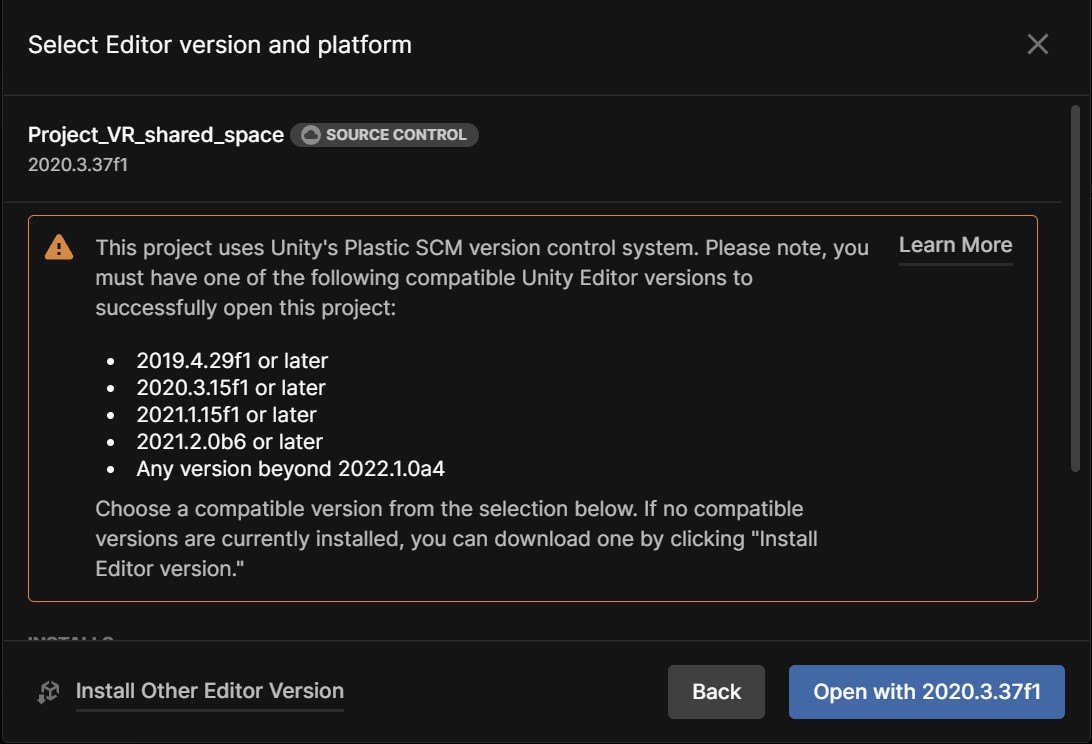 Select Editor version and platform
Project_VR_shared_space SOURCE CONTROL
2020.3.37f1
This project uses Unity's Plastic SCM version control system. Please note, you
must have one of the following compatible Unity Editor versions to
successfully open this project:
Learn More
• 2019.4.29f1 or later
• 2020.3.15f1 or later
• 2021.1.15f1 or later
• 2021.2.0b6 or later
• Any version beyond 2022.1.0a4
Choose a compatible version from the selection below. If no compatible
versions are currently installed, you can download one by clicking "Install
Editor version."
Install Other Editor Version
Back
Open with 2020.3.37f1